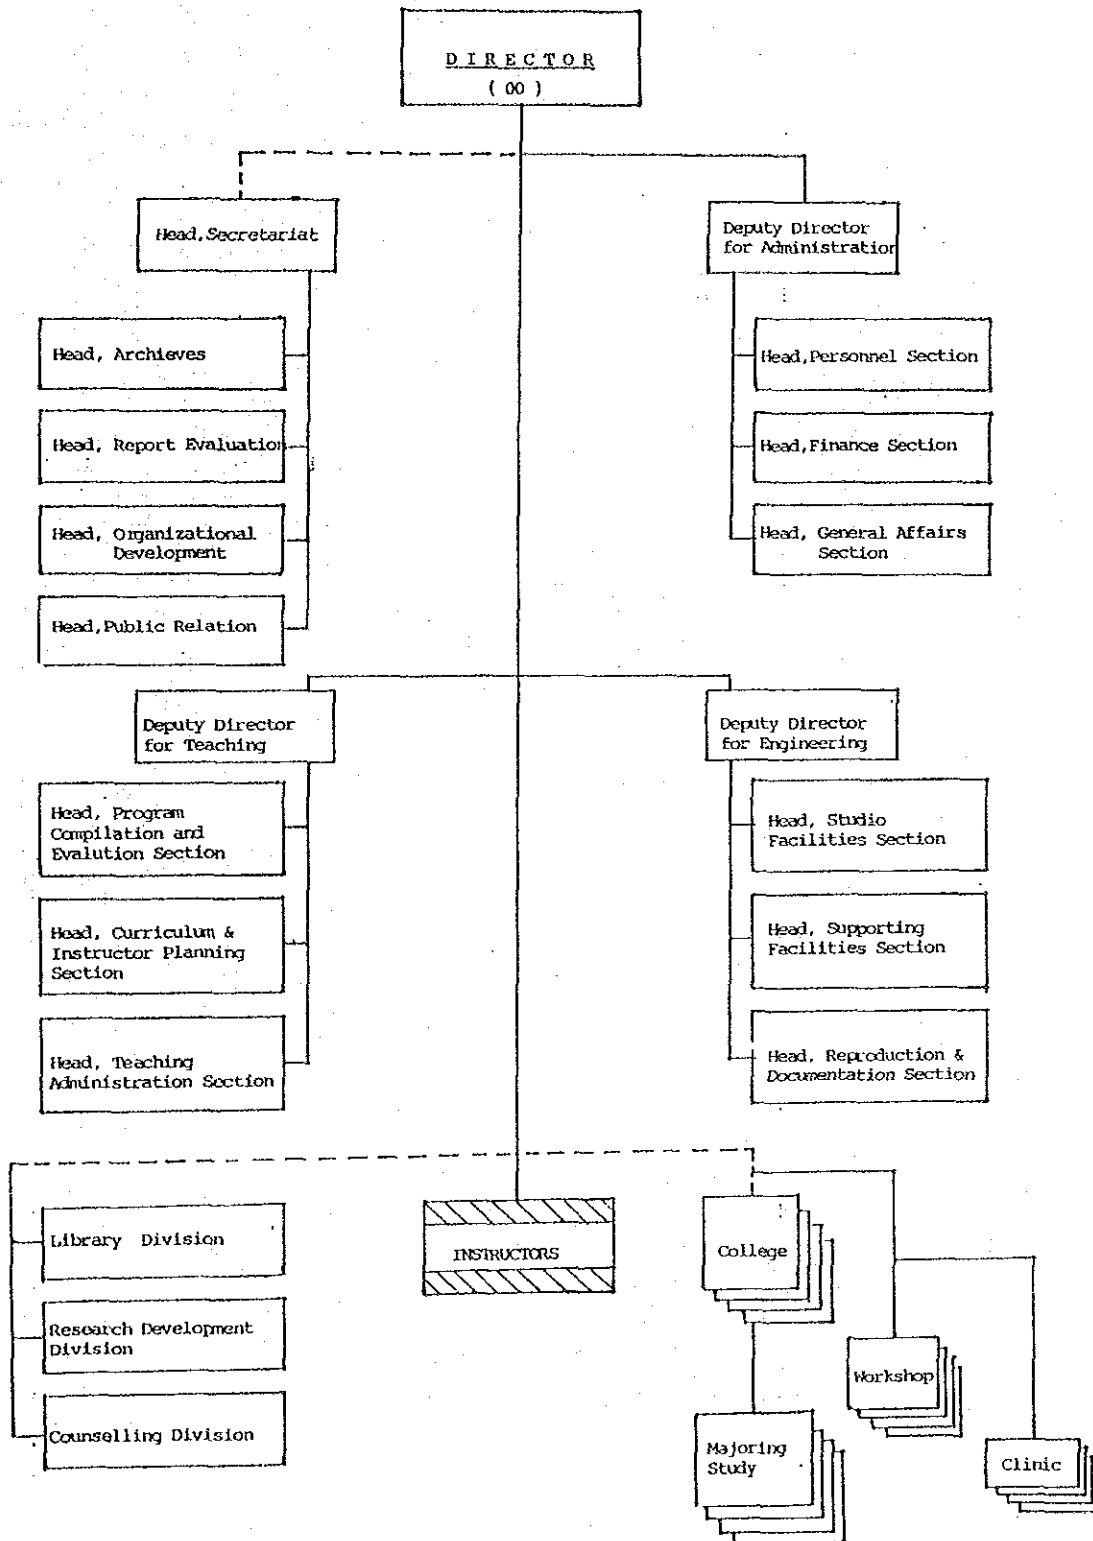 DIRECTOR
( 00 )
Head,Secretariat
Deputy Director
for Administration
Head, Archieves
Head, Report Evaluation
Head, Organizational
Development
Head,Public Relation
Head,Personnel Section
Head,Finance Section
Head, General Affairs
Section
Deputy Director
for Teaching
Deputy Director
for Engineering
Head, Program
Compilation and
Evalution Section
Head, Curriculum &
Instructor Planning
Section
Head, Teaching
Administration Section
Head, Studio
Facilities Section
Head, Supporting
Facilities Section
Head, Reproduction &
Documentation Section
Library Division
Research Development
Division
Counselling Division
INSTRUCTORS
College
Workshop
Majoring
Study
Clinic